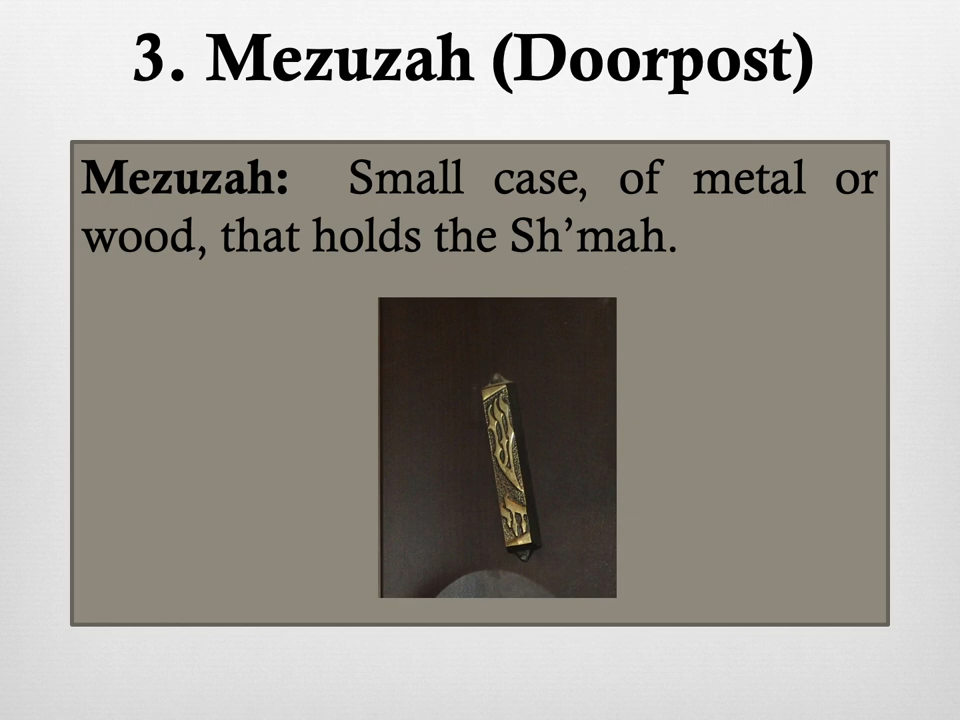 3. Mezuzah (Doorpost)
Mezuzah: Small case, of metal or
wood, that holds the Sh’mah.